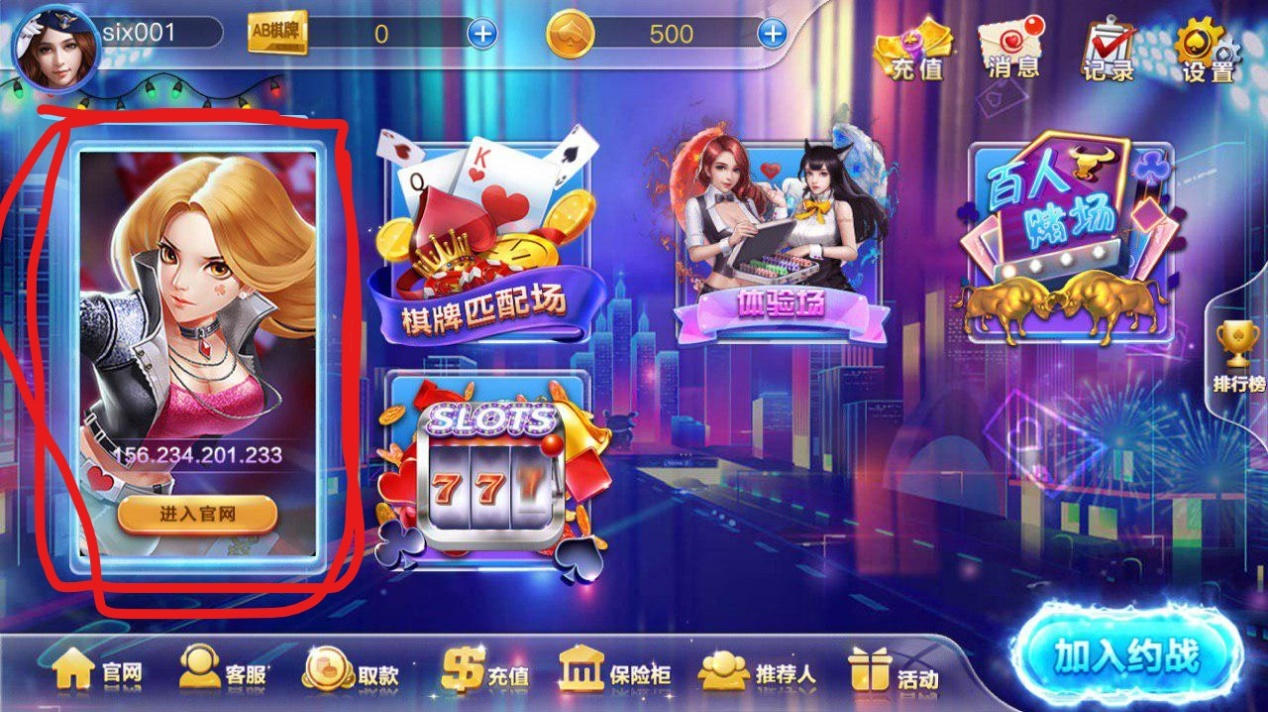 six001
AB棋牌
0
500
充值
消息
记录
设置
156.234.201.233
进入官网
Q
K
棋牌匹配场
体验场
百人
赌场
SLOTS
777
排行榜
加入约战
官网
客服
取款
充值
保险柜
推荐人
活动